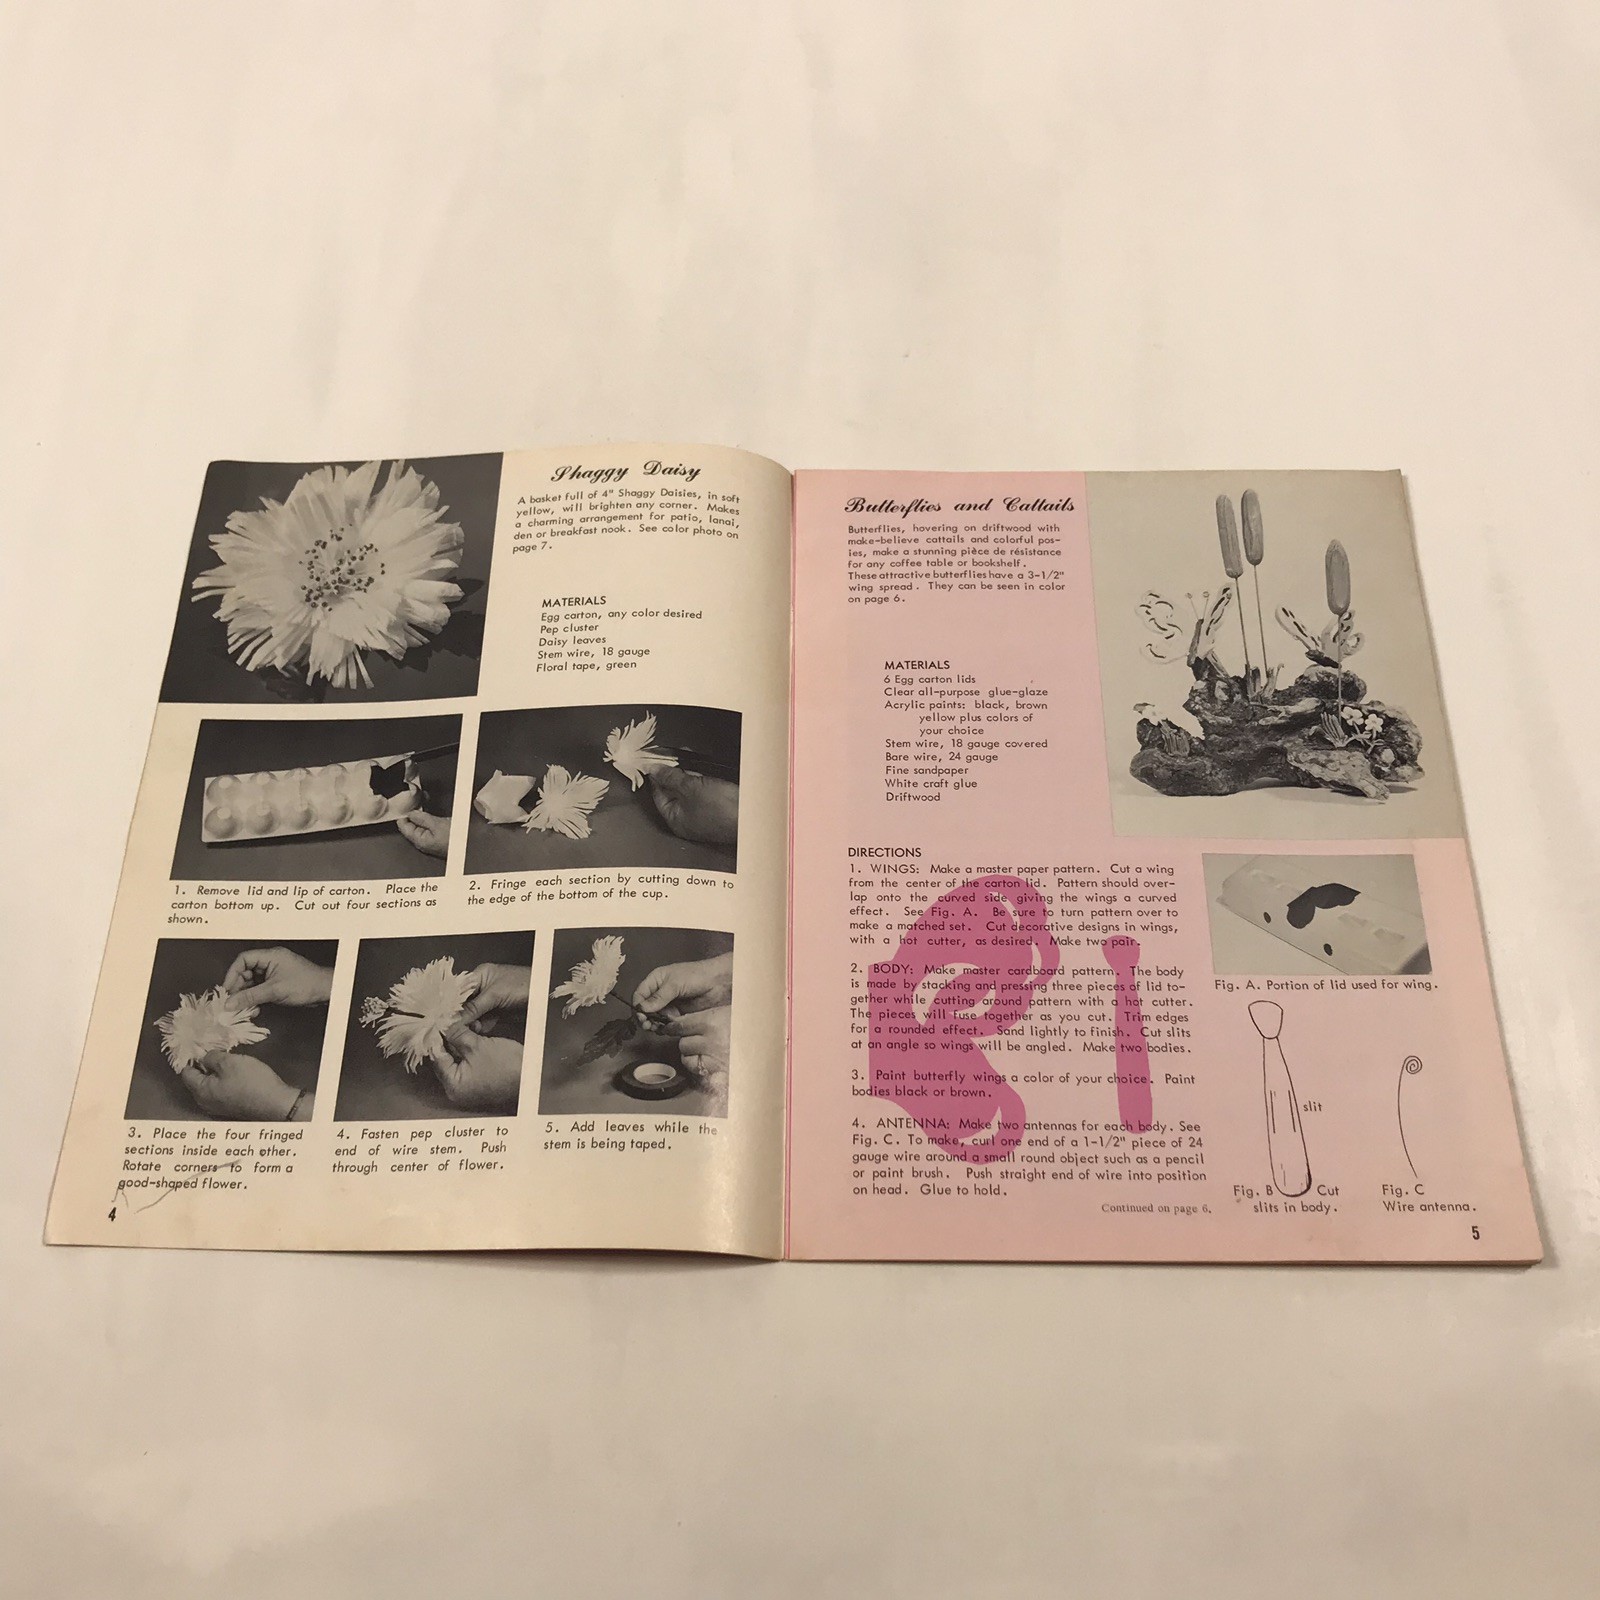 Shaggy Daisy
A basket full of 4" Shaggy Daisies, in soft
yellow, will brighten any corner. Makes
a charming arrangement for patio, lanai,
den or breakfast nook. See color photo on
page 7.
MATERIALS
Egg carton, any color desired
Pep cluster
Daisy leaves
Stem wire, 18 gauge
Floral tape, green
1. Remove lid and lip of carton. Place the
carton bottom up. Cut out four sections as
shown.
2. Fringe each section by cutting down to
the edge of the bottom of the cup.
3. Place the four fringed
sections inside each other.
Rotate corners to form a
good-shaped flower.
4. Fasten pep cluster to
end of wire stem. Push
through center of flower.
5. Add leaves while the
stem is being taped.
4
Butterflies and Cattails
Butterflies, hovering on driftwood with
make-believe cattails and colorful pos-
ies, make a stunning pièce de résistance
for any coffee table or bookshelf.
These attractive butterflies have a 3-1/2"
wing spread. They can be seen in color
on page 6.
MATERIALS
6 Egg carton lids
Clear all-purpose glue-glaze
Acrylic paints: black, brown
yellow plus colors of
your choice
Stem wire, 18 gauge covered
Bare wire, 24 gauge
Fine sandpaper
White craft glue
Driftwood
DIRECTIONS
1. WINGS: Make a master paper pattern. Cut a wing
from the center of the carton lid. Pattern should over-
lap onto the curved side giving the wings a curved
effect. See Fig. A. Be sure to turn pattern over to
make a matched set. Cut decorative designs in wings,
with a hot cutter, as desired. Make two pair.
2. BODY: Make master cardboard pattern. The body
is made by stacking and pressing three pieces of lid to-
gether while cutting around pattern with a hot cutter.
The pieces will fuse together as you cut. Trim edges
for a rounded effect. Sand lightly to finish. Cut slits
at an angle so wings will be angled. Make two bodies.
3. Paint butterfly wings a color of your choice. Paint
bodies black or brown.
4. ANTENNA: Make two antennas for each body. See
Fig. C. To make, curl one end of a 1-1/2" piece of 24
gauge wire around a small round object such as a pencil
or paint brush. Push straight end of wire into position
on head. Glue to hold.
Continued on page 6.
Fig. A. Portion of lid used for wing.
slit
Fig. B Cut
slits in body.
Fig. C
Wire antenna.
5